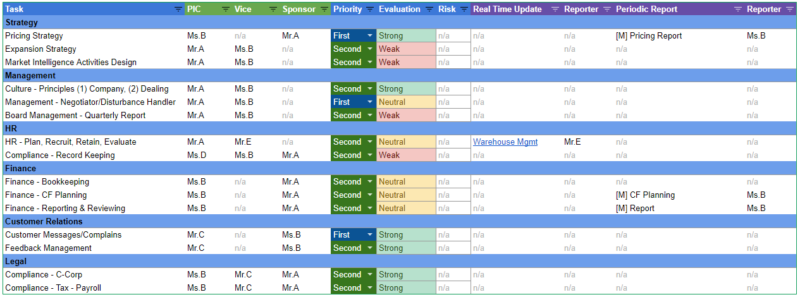 Task PIC Vice Sponsor Priority Evaluation Risk Real Time Update Reporter Periodic Report Reporter
Strategy
Pricing Strategy Ms.B n/a Mr.A First Strong n/a n/a n/a [M] Pricing Report Ms.B
Expansion Strategy Mr.A Ms.B n/a Second Weak n/a n/a n/a n/a n/a
Market Intelligence Activities Design Mr.A Ms.B n/a Second Weak n/a n/a n/a n/a n/a
Management
Culture - Principles (1) Company, (2) Dealing Mr.A Ms.B n/a Second Strong n/a n/a n/a n/a n/a
Management - Negotiator/Disturbance Handler Mr.A Ms.B n/a First Neutral n/a n/a n/a n/a n/a
Board Management - Quarterly Report Mr.A Ms.B n/a Second Weak n/a n/a n/a n/a n/a
HR
HR - Plan, Recruit, Retain, Evaluate Mr.A Mr.E n/a Second Neutral n/a Warehouse Mgmt Mr.E n/a n/a
Compliance - Record Keeping Ms.D Ms.B Mr.A Second Weak n/a n/a n/a n/a n/a
Finance
Finance - Bookkeeping Ms.B n/a Mr.A Second Neutral n/a n/a n/a n/a n/a
Finance - CF Planning Ms.B n/a Mr.A Second Neutral n/a n/a n/a [M] CF Planning Ms.B
Finance - Reporting & Reviewing Ms.B n/a Mr.A Second Neutral n/a n/a n/a [M] Report Ms.B
Customer Relations
Customer Messages/Complains Mr.C n/a Ms.B First Strong n/a n/a n/a n/a n/a
Feedback Management Mr.C n/a Ms.B Second Strong n/a n/a n/a n/a n/a
Legal
Compliance - C-Corp Ms.B Mr.C Mr.A Second Strong n/a n/a n/a n/a n/a
Compliance - Tax - Payroll Ms.B Mr.C Mr.A Second Strong n/a n/a n/a n/a n/a